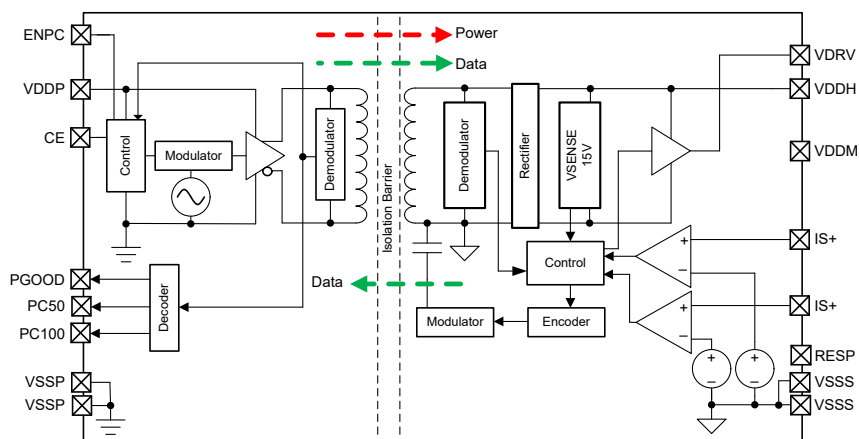 ENPC
VDDP
CE
Control
Modulator
Demodulator
PGOOD
PC50
PC100
Decoder
VSSP
VSSP
Power
Data
Data
Isolation Barrier
Demodulator
Rectifier
VSENSE
15V
Control
Modulator
Encoder
+
−
+
−
+
−
+
−
VDRV
VDDH
VDDM
IS+
IS+
RESP
VSSS
VSSS